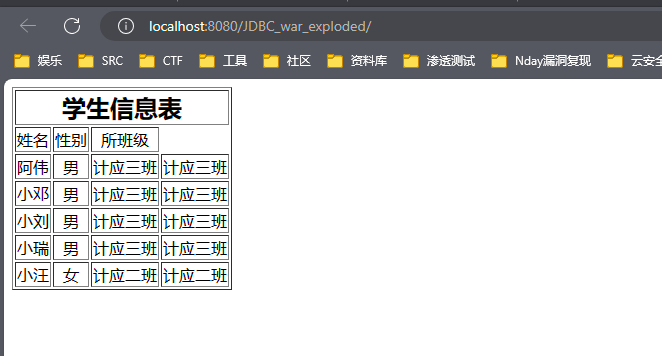 localhost:8080/JDBC_war_exploded/
娱乐 SRC CTF 工具 社区 资料库 渗透测试 Nday漏洞复现 云安全
学生信息表
姓名 性别 所班级
阿伟 男 计应三班 计应三班
小邓 男 计应三班 计应三班
小刘 男 计应三班 计应三班
小瑞 男 计应三班 计应三班
小汪 女 计应二班 计应二班